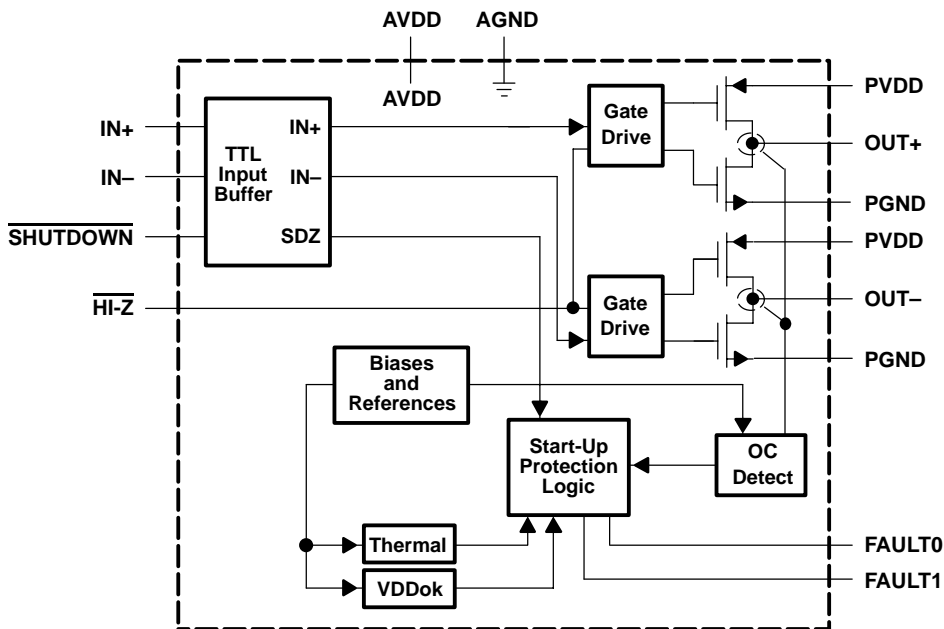 AVDD AGND
AVDD
PVDD
IN+ IN+ Gate
Drive
TTL
Input
Buffer
OUT+
IN– IN–
PGND
SHUTDOWN SDZ
PVDD
HI-Z
Gate
Drive
OUT–
PGND
Biases
and
References
Start-Up
Protection
Logic
OC
Detect
Thermal
FAULT0
VDDok
FAULT1